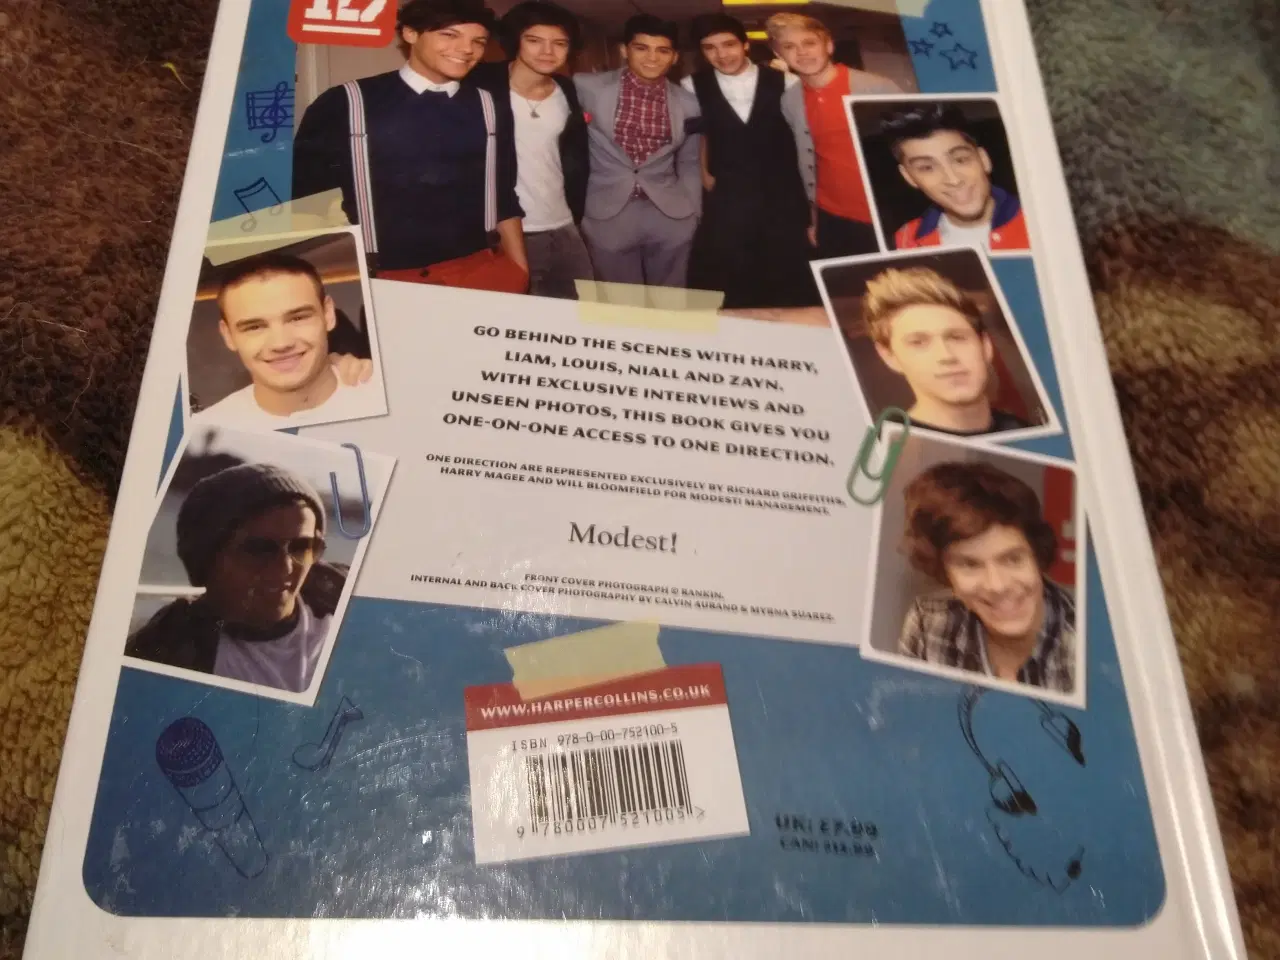 1D
GO BEHIND THE SCENES WITH HARRY,
LIAM, LOUIS, NIALL AND ZAYN.
WITH EXCLUSIVE INTERVIEWS AND
UNSEEN PHOTOS, THIS BOOK GIVES YOU
ONE-ON-ONE ACCESS TO ONE DIRECTION.
ONE DIRECTION ARE REPRESENTED EXCLUSIVELY BY RICHARD GRIFFITHS,
HARRY MAGEE AND WILL BLOOMFIELD FOR MODEST! MANAGEMENT.
Modest!
FRONT COVER PHOTOGRAPH © RANKIN.
INTERNAL AND BACK COVER PHOTOGRAPHY BY CALVIN AURAND & MYRNA SUAREZ.
WWW.HARPERCOLLINS.CO.UK
ISBN 978-0-00-752100-5
9 780007 521005 >
UK: £7.99
CAN: $14.99